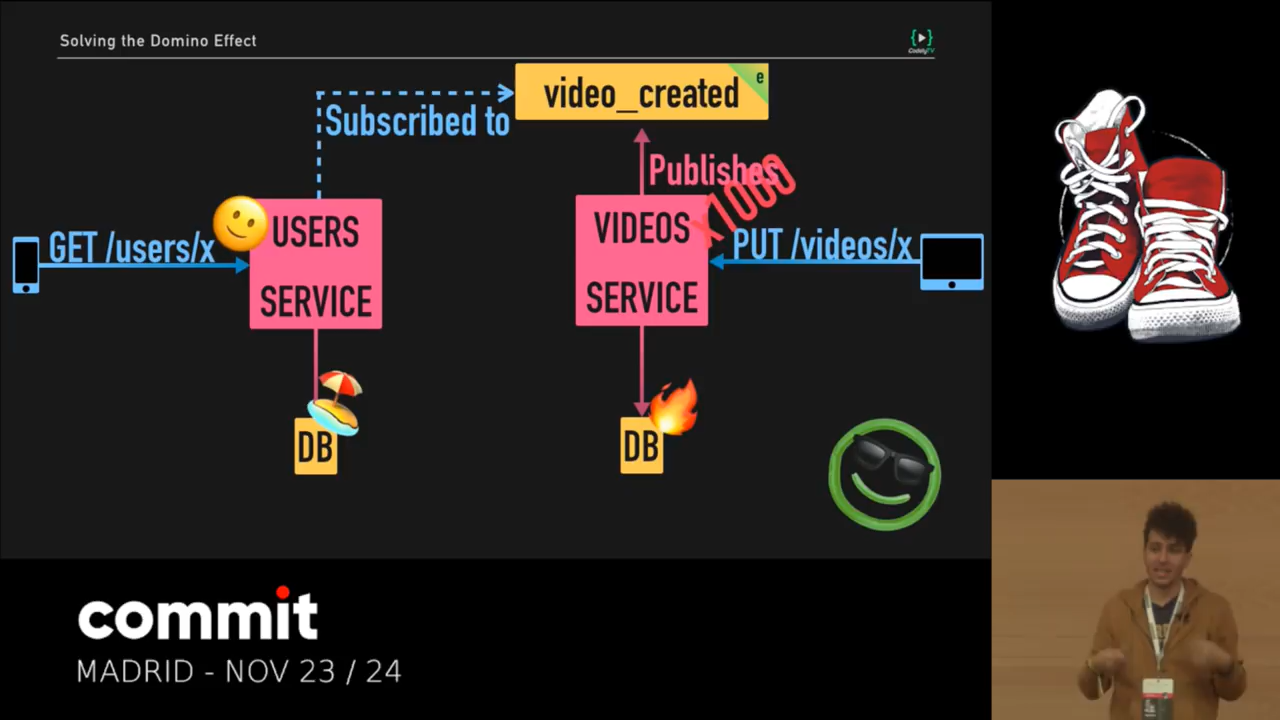 Solving the Domino Effect
CodelyTV
video_created
e
Subscribed to
Publishes
x1000
USERS
SERVICE
VIDEOS
SERVICE
GET /users/x
PUT /videos/x
DB
DB
commit
MADRID - NOV 23 / 24